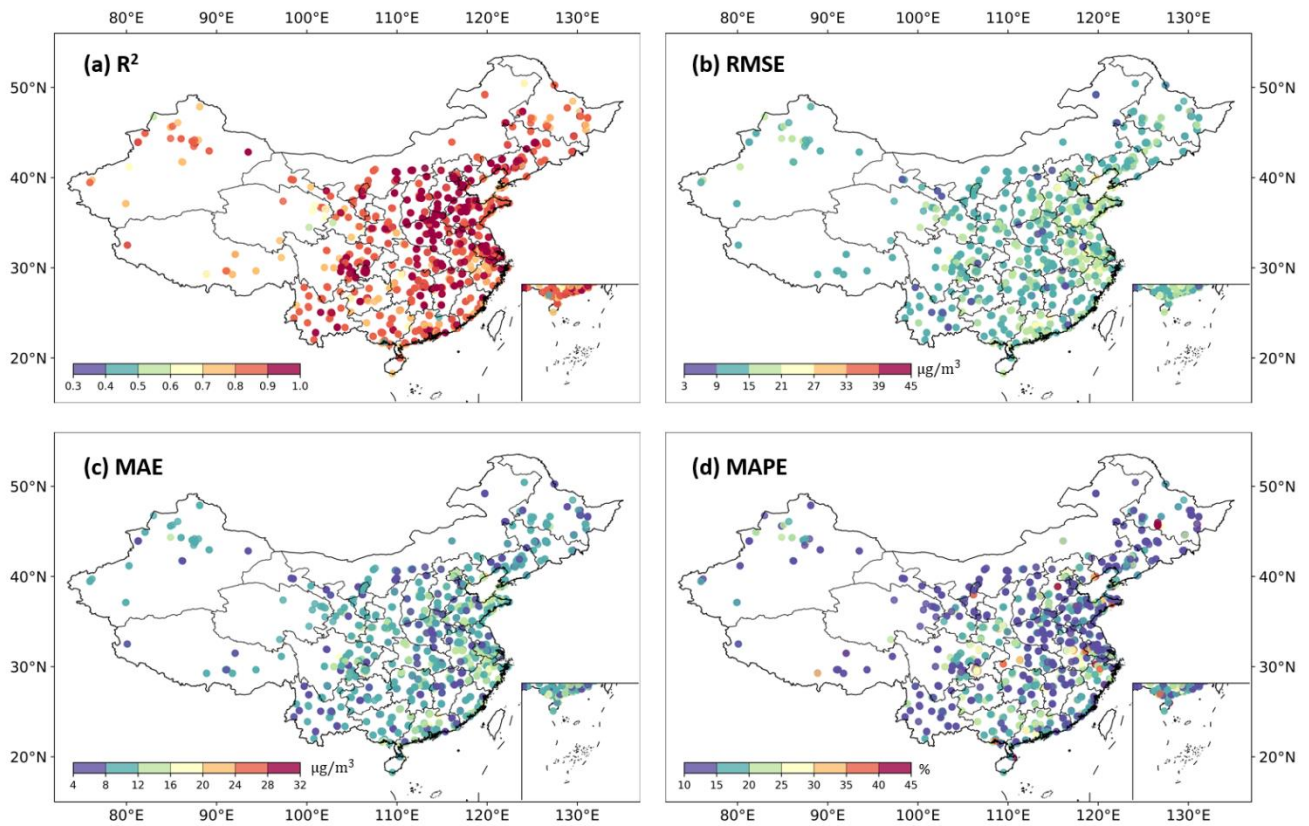 80°E 90°E 100°E 110°E 120°E 130°E 80°E 90°E 100°E 110°E 120°E 130°E
(a) R²
(b) RMSE
50°N 50°N
40°N 40°N
30°N 30°N
20°N 20°N
μg/m³
0.3 0.4 0.5 0.6 0.7 0.8 0.9 1.0
3 9 15 21 27 33 39 45
(c) MAE
(d) MAPE
50°N 50°N
40°N 40°N
30°N 30°N
20°N 20°N
μg/m³
%
4 8 12 16 20 24 28 32
10 15 20 25 30 35 40 45
80°E 90°E 100°E 110°E 120°E 130°E 80°E 90°E 100°E 110°E 120°E 130°E